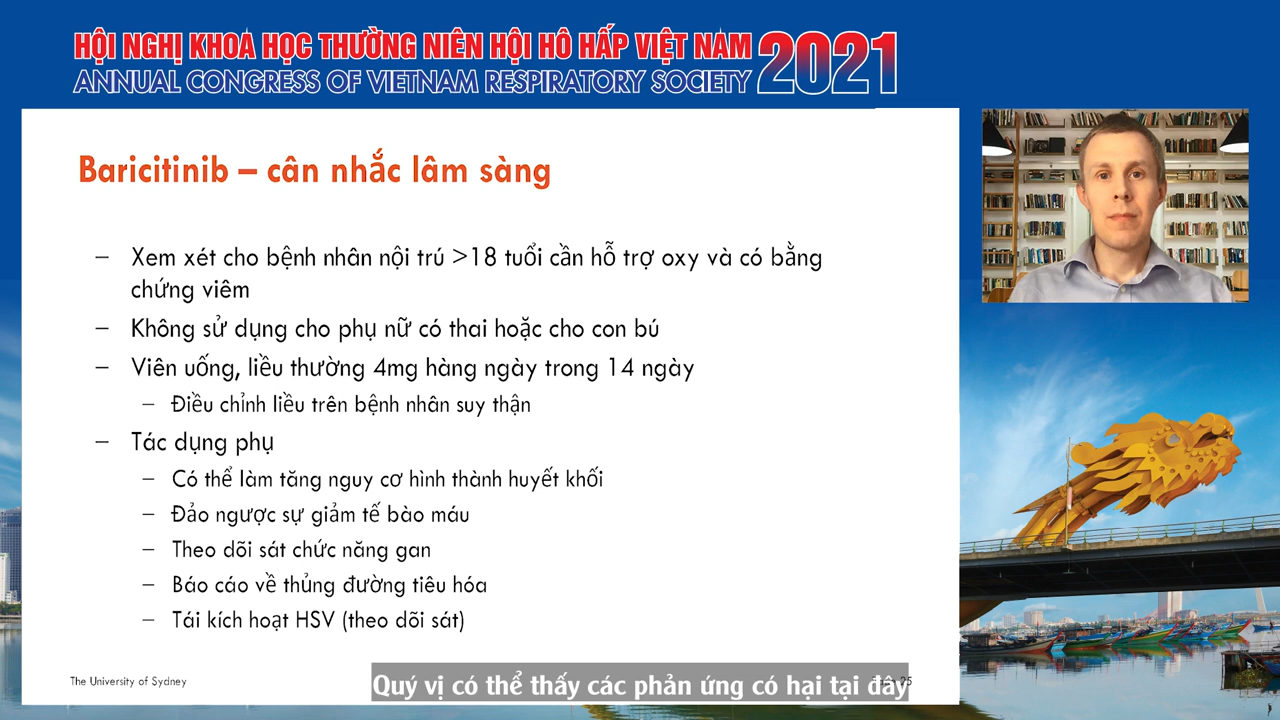 HỘI NGHỊ KHOA HỌC THƯỜNG NIÊN HỘI HÔ HẤP VIỆT NAM 2021
ANNUAL CONGRESS OF VIETNAM RESPIRATORY SOCIETY
Baricitinib – cân nhắc lâm sàng
– Xem xét cho bệnh nhân nội trú >18 tuổi cần hỗ trợ oxy và có bằng
chứng viêm
– Không sử dụng cho phụ nữ có thai hoặc cho con bú
– Viên uống, liều thường 4mg hàng ngày trong 14 ngày
– Điều chỉnh liều trên bệnh nhân suy thận
– Tác dụng phụ
– Có thể làm tăng nguy cơ hình thành huyết khối
– Đảo ngược sự giảm tế bào máu
– Theo dõi sát chức năng gan
– Báo cáo về thủng đường tiêu hóa
– Tái kích hoạt HSV (theo dõi sát)
The University of Sydney
Quý vị có thể thấy các phản ứng có hại tại đây